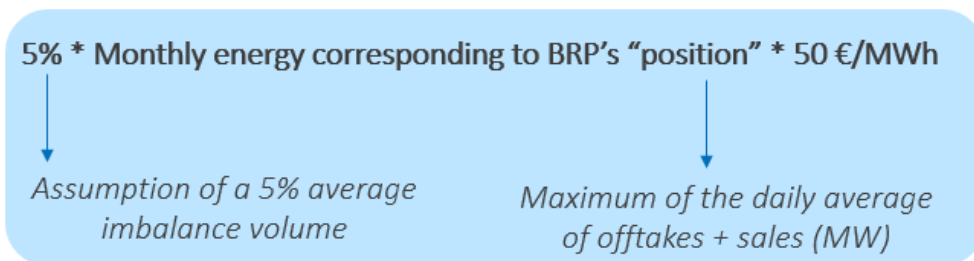 5% * Monthly energy corresponding to BRP's “position” * 50 €/MWh
Assumption of a 5% average
imbalance volume
Maximum of the daily average
of offtakes + sales (MW)